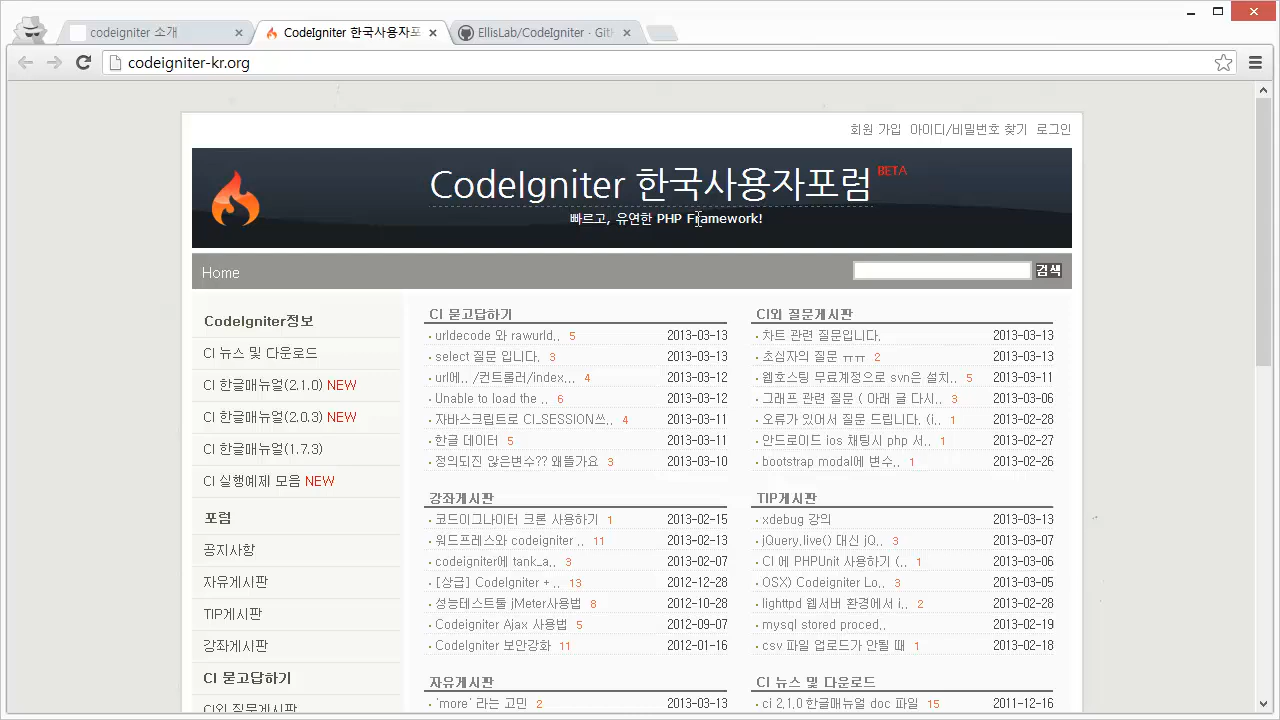 codeigniter 소개
CodeIgniter 한국사용자포
EllisLab/CodeIgniter · Gitl
codeigniter-kr.org
회원 가입 아이디/비밀번호 찾기 로그인
CodeIgniter 한국사용자포럼 BETA
빠르고, 유연한 PHP Framework!
Home
검색
CodeIgniter정보
CI 뉴스 및 다운로드
CI 한글매뉴얼(2.1.0) NEW
CI 한글매뉴얼(2.0.3) NEW
CI 한글매뉴얼(1.7.3)
CI 실행예제 모음 NEW
포럼
공지사항
자유게시판
TIP게시판
강좌게시판
CI 묻고답하기
CI외 질문게시판
CI 묻고답하기
urldecode 와 rawurld.. 5 2013-03-13
select 질문 입니다. 3 2013-03-13
url에.. /컨트롤러/index... 4 2013-03-12
Unable to load the .. 6 2013-03-12
자바스크립트로 CI_SESSION쓰.. 4 2013-03-11
한글 데이터 5 2013-03-11
정의되진 않은변수?? 왜뜰가요 3 2013-03-10
CI외 질문게시판
차트 관련 질문입니다. 2013-03-13
초심자의 질문 ㅠㅠ 2 2013-03-13
웹호스팅 무료계정으로 svn은 설치.. 5 2013-03-11
그래프 관련 질문 ( 아래 글 다시.. 3 2013-03-06
오류가 있어서 질문 드립니다. (i.. 1 2013-02-28
안드로이드 ios 채팅시 php 서.. 1 2013-02-27
bootstrap modal에 변수.. 1 2013-02-26
강좌게시판
코드이그나이터 크론 사용하기 1 2013-02-15
워드프레스와 codeigniter .. 11 2013-02-13
codeigniter에 tank_a.. 3 2013-02-07
[상급] CodeIgniter + .. 13 2012-12-28
성능테스트툴 jMeter사용법 8 2012-10-28
Codeigniter Ajax 사용법 5 2012-09-07
CodeIgniter 보안강화 11 2012-01-16
TIP게시판
xdebug 강의 2013-03-13
jQuery.live() 대신 jQ.. 3 2013-03-07
CI 에 PHPUnit 사용하기 (.. 1 2013-03-06
OSX) Codeigniter Lo.. 3 2013-03-05
lighttpd 웹서버 환경에서 i.. 2 2013-02-28
mysql stored proced.. 2013-02-19
csv 파일 업로드가 안될 때 1 2013-02-18
자유게시판
'more' 라는 고민 2 2013-03-13
CI 뉴스 및 다운로드
ci 2.1.0 한글매뉴얼 doc 파일 15 2011-12-16